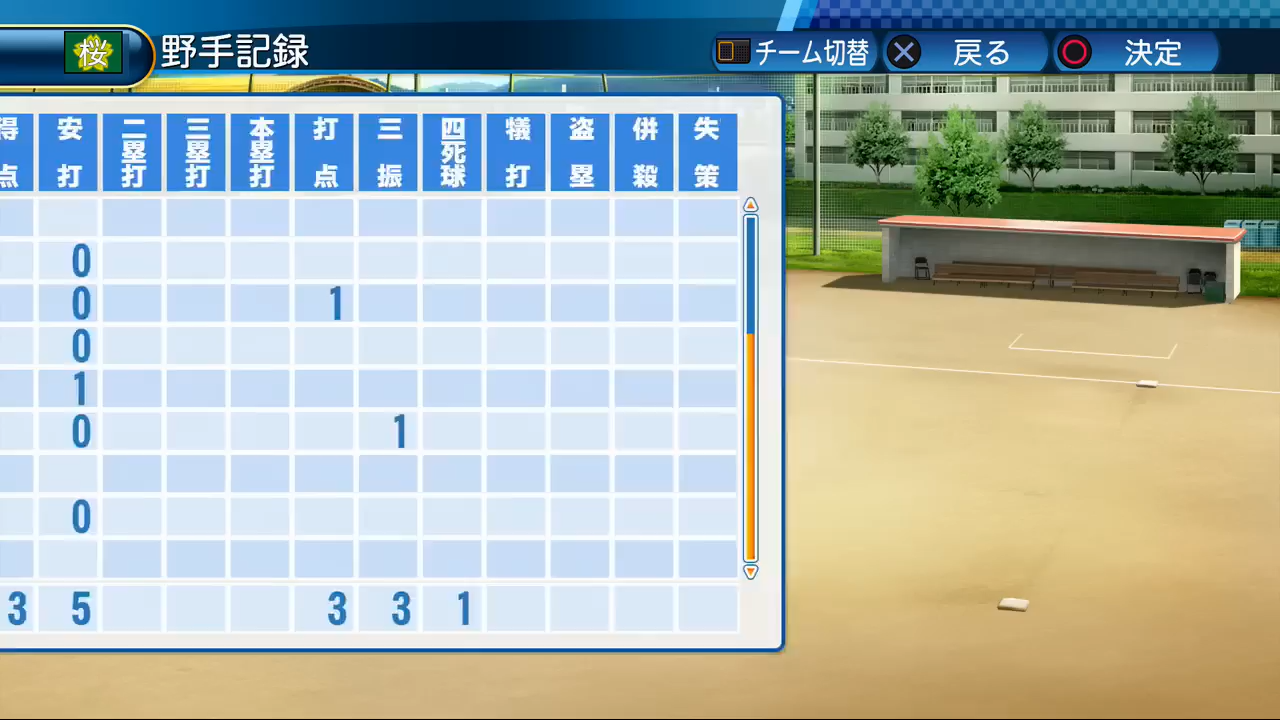 桜 野手記録 チーム切替 戻る 決定
得点 安打 二塁打 三塁打 本塁打 打点 三振 四死球 犠打 盗塁 併殺 失策
0
0 1
0
1
0 1
0
3 5 3 3 1